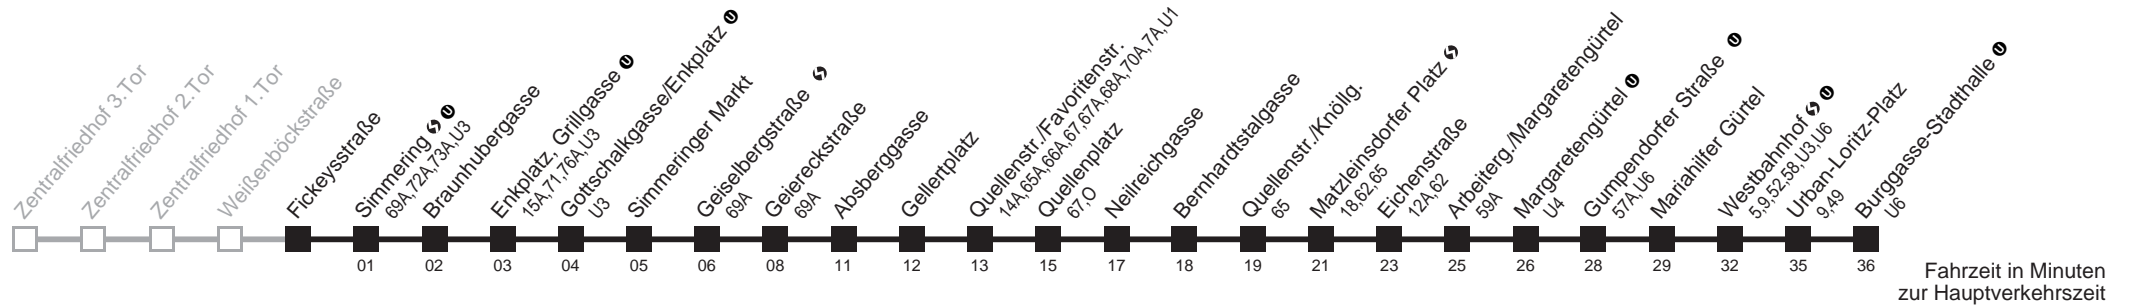 Zentralfriedhof 3.Tor
Zentralfriedhof 2.Tor
Zentralfriedhof 1.Tor
Weißenböckstraße
Fickeysstraße
Simmering
69A,72A,73A,U3
Braunhubergasse
Enkplatz, Grillgasse U
15A,71,76A,U3
Gottschalkgasse/Enkplatz U
U3
Simmeringer Markt
Geiselbergstraße
69A
Geiereckstraße
69A
Absberggasse
Gellertplatz
Quellenstr./Favoritenstr.
14A,65A,66A,67,67A,68A,70A,7A,U1
Quellenplatz
67,O
Neilreichgasse
Bernhardtstalgasse
Quellenstr./Knöllg.
65
Matzleinsdorfer Platz
18,62,65
Eichenstraße
12A,62
Arbeiterg./Margaretengürtel
59A
Margaretengürtel U
U4
Gumpendorfer Straße U
57A,U6
Mariahilfer Gürtel
Westbahnhof U
5,9,52,58,U3,U6
Urban-Loritz-Platz
9,49
Burggasse-Stadthalle U
U6
01 02 03 04 05 06 08 11 12 13 15 17 18 19 21 23 25 26 28 29 32 35 36
Fahrzeit in Minuten
zur Hauptverkehrszeit